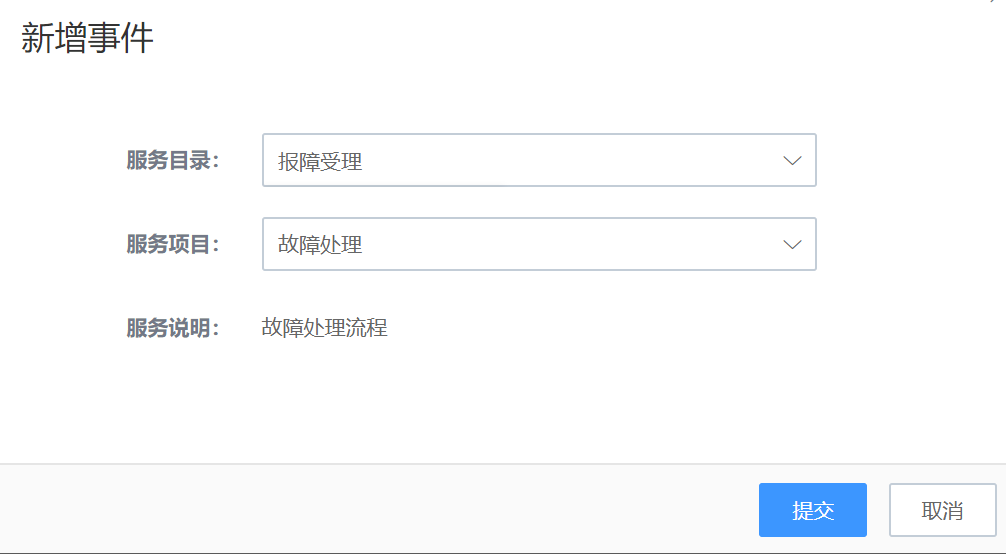 新增事件
服务目录： 报障受理
服务项目： 故障处理
服务说明： 故障处理流程
提交 取消